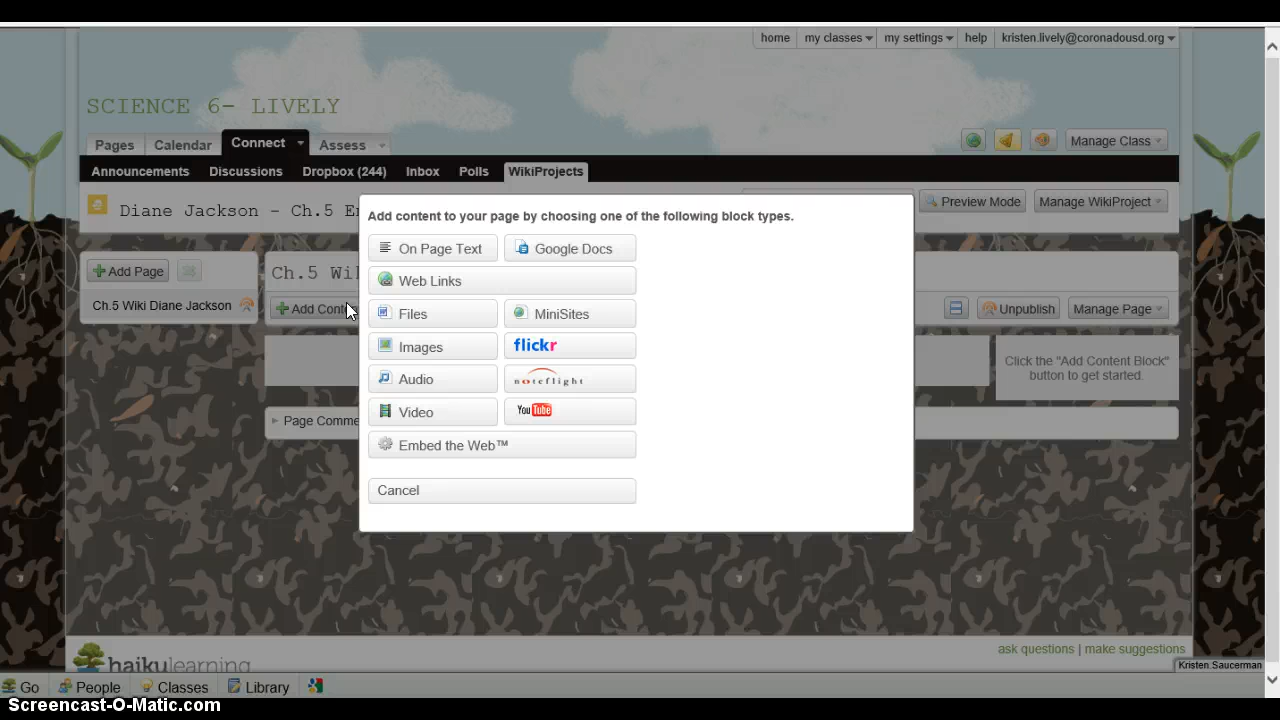 home my classes my settings help kristen.lively@coronadousd.org
SCIENCE 6- LIVELY
Pages Calendar Connect Assess Manage Class
Announcements Discussions Dropbox (244) Inbox Polls WikiProjects
Diane Jackson - Ch.5 Preview Mode Manage WikiProject
Add content to your page by choosing one of the following block types.
On Page Text Google Docs
Add Page Ch.5 Web Links
Ch.5 Wiki Diane Jackson Add Files MiniSites Unpublish Manage Page
Images flickr
Click the "Add Content Block"
button to get started.
Audio noteflight
Video YouTube
Page
Embed the Web™
Cancel
haikulearning
ask questions | make suggestions
Kristen.Saucerman
Go People Classes Library
Screencast-O-Matic.com